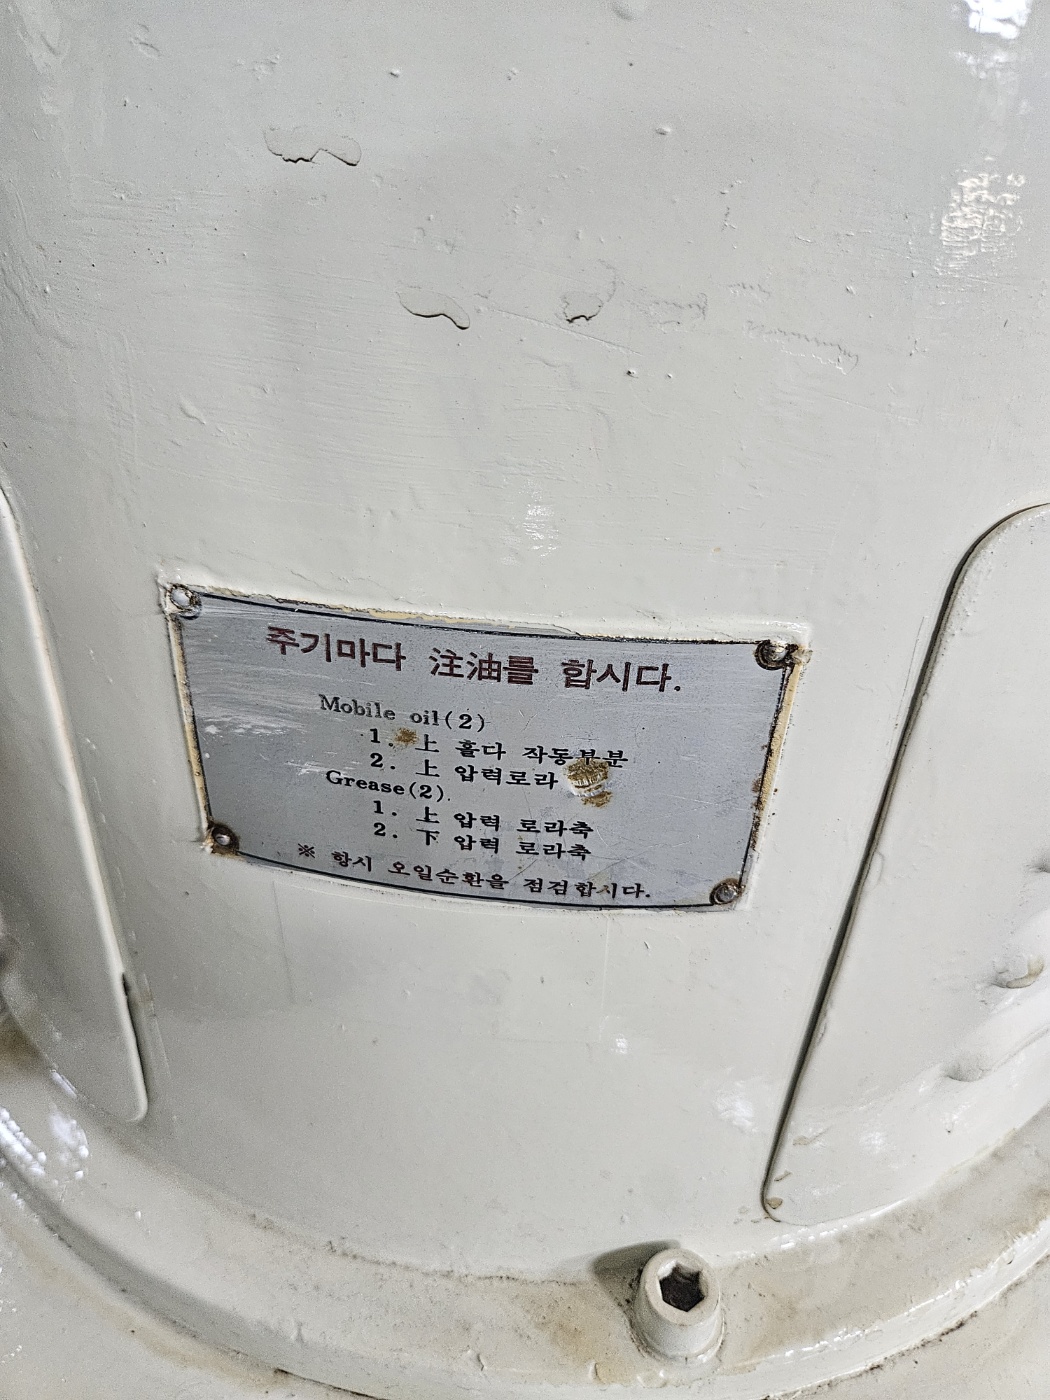 주기마다 注油를 합시다.
Mobile oil(2)
1. 上 홀다 작동부분
2. 上 압력로라
Grease(2).
1. 上 압력 로라축
2. 下 압력 로라축
※ 항시 오일순환을 점검합시다.